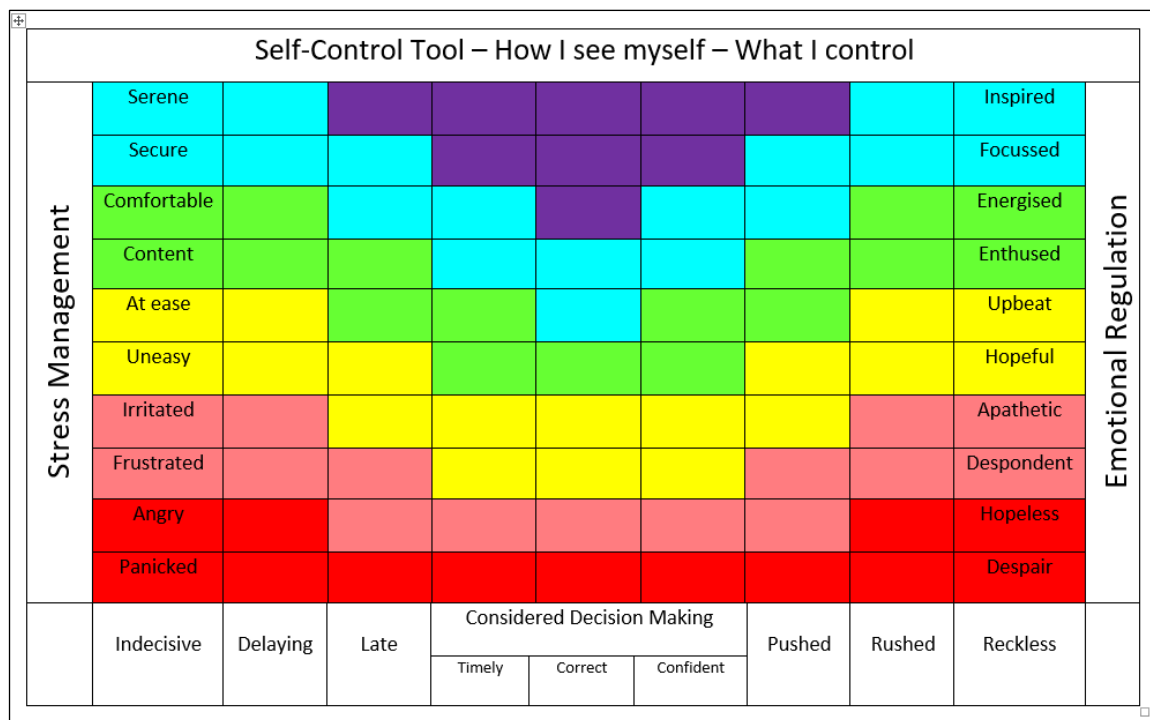 Self-Control Tool – How I see myself – What I control
Stress Management
Serene Inspired
Secure Focussed
Comfortable Energised
Content Enthused
At ease Upbeat
Uneasy Hopeful
Irritated Apathetic
Frustrated Despondent
Angry Hopeless
Panicked Despair
Emotional Regulation
Considered Decision Making
Indecisive Delaying Late Pushed Rushed Reckless
Timely Correct Confident